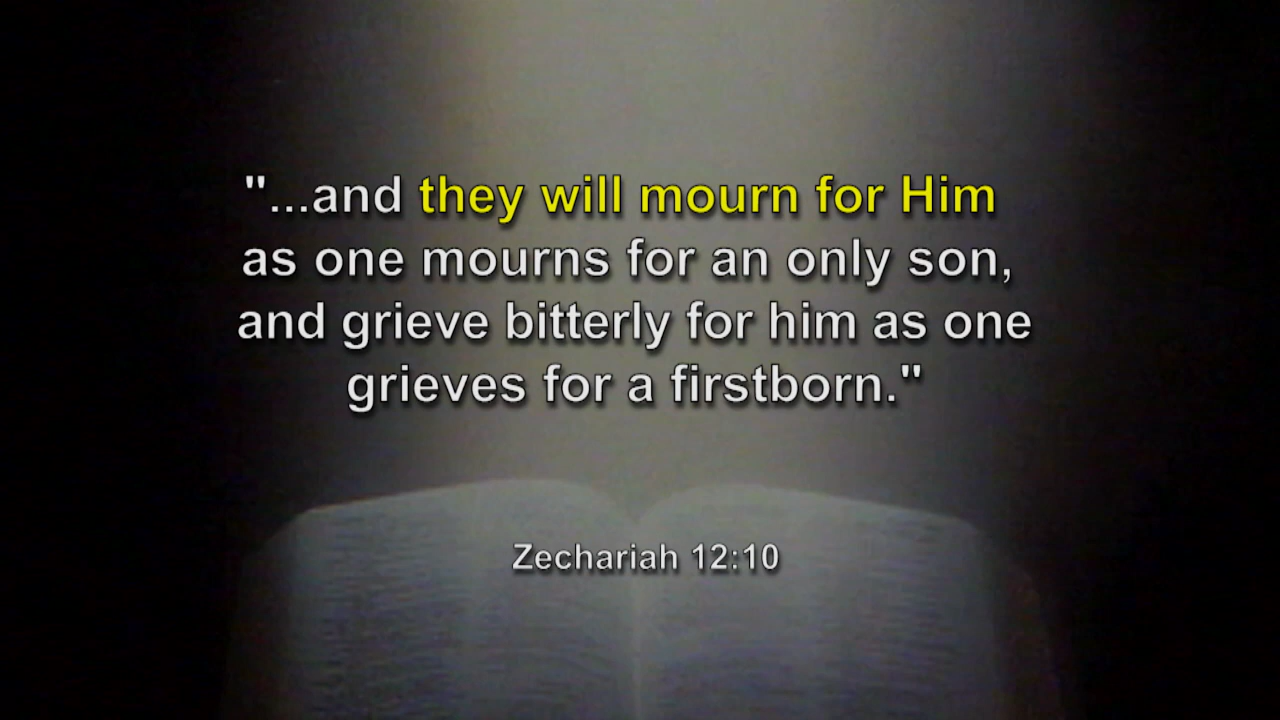 "...and they will mourn for Him
as one mourns for an only son,
and grieve bitterly for him as one
grieves for a firstborn."
Zechariah 12:10